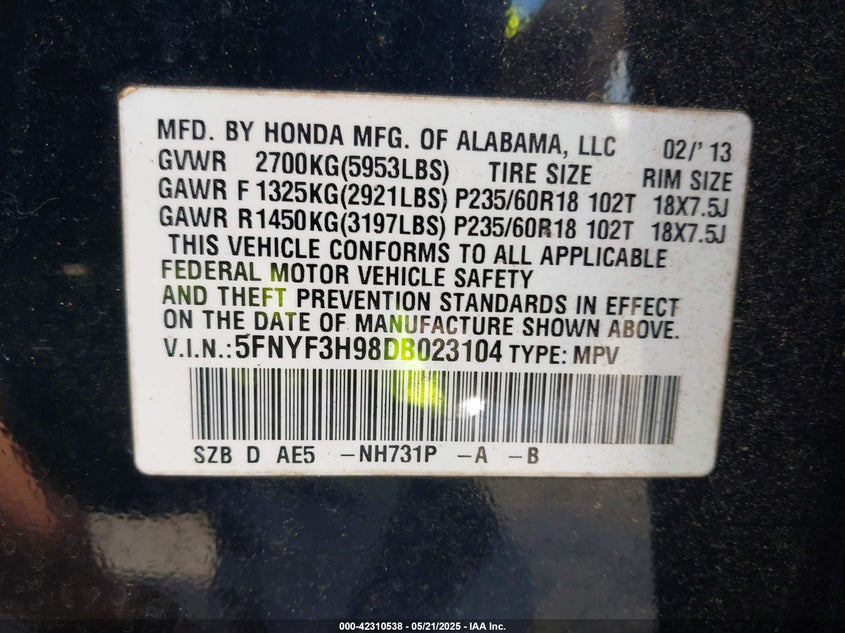 MFD. BY HONDA MFG. OF ALABAMA, LLC 02/' 13
GVWR 2700KG(5953LBS) TIRE SIZE RIM SIZE
GAWR F 1325KG(2921LBS) P235/60R18 102T 18X7.5J
GAWR R1450KG(3197LBS) P235/60R18 102T 18X7.5J
THIS VEHICLE CONFORMS TO ALL APPLICABLE
FEDERAL MOTOR VEHICLE SAFETY
AND THEFT PREVENTION STANDARDS IN EFFECT
ON THE DATE OF MANUFACTURE SHOWN ABOVE.
V.I.N.:5FNYF3H98DB023104 TYPE: MPV
SZB D AE5 -NH731P -A -B
000-42310538 - 05/21/2025 - IAA Inc.